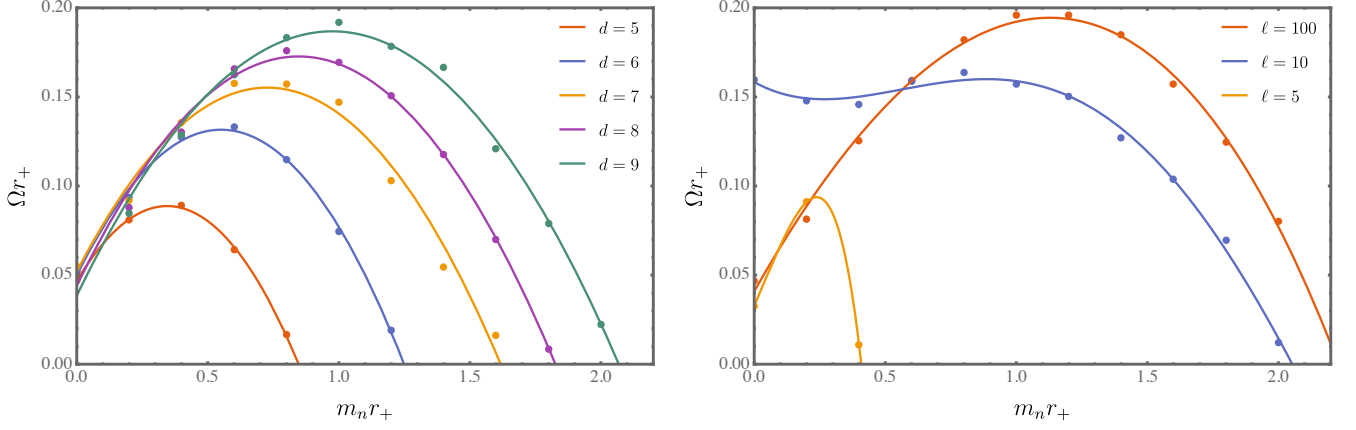 0.20
0.15
0.10
0.05
0.00
Ωr₊
0.0 0.5 1.0 1.5 2.0
mₙr₊
d = 5
d = 6
d = 7
d = 8
d = 9
0.20
0.15
0.10
0.05
0.00
Ωr₊
0.0 0.5 1.0 1.5 2.0
mₙr₊
ℓ = 100
ℓ = 10
ℓ = 5